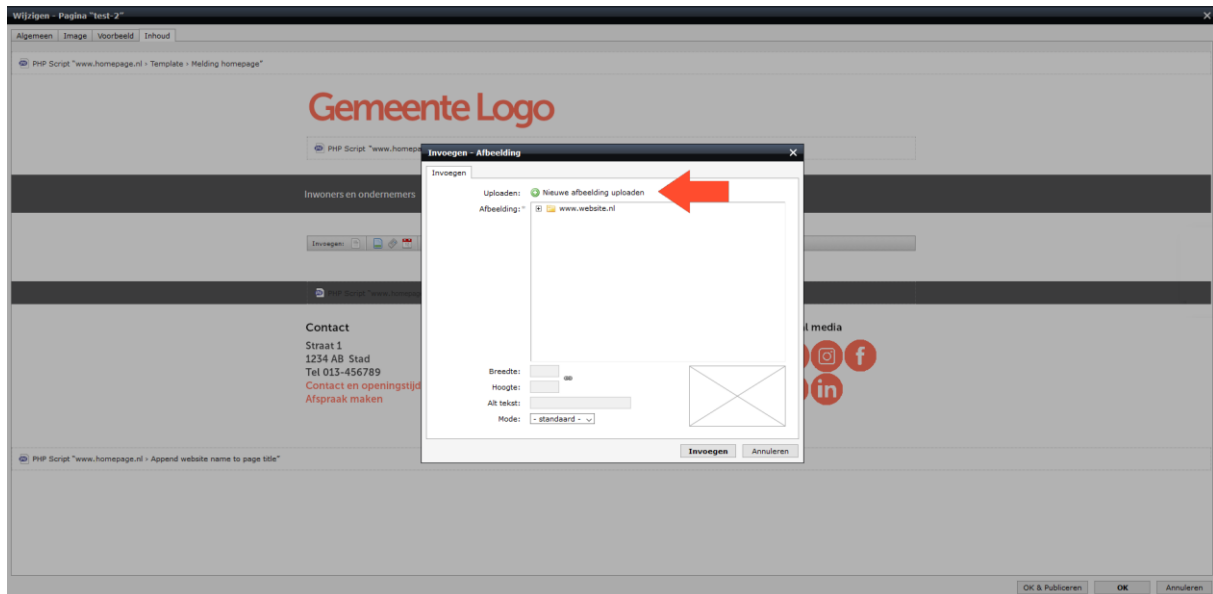 Wijzigen - Pagina "test-2"
Algemeen Image Voorbeeld Inhoud
PHP Script "www.homepage.nl › Template › Melding homepage"
Gemeente Logo
PHP Script "www.homepa
Inwoners en ondernemers
Invoegen:
PHP Script "www.homepag
Contact
Straat 1
1234 AB Stad
Tel 013-456789
Contact en openingstijd
Afspraak maken
l media
PHP Script "www.homepage.nl › Append website name to page title"
Invoegen - Afbeelding
Invoegen
Uploaden: Nieuwe afbeelding uploaden
Afbeelding:* www.website.nl
Breedte:
Hoogte:
Alt tekst:
Mode: - standaard -
Invoegen Annuleren
OK & Publiceren OK Annuleren